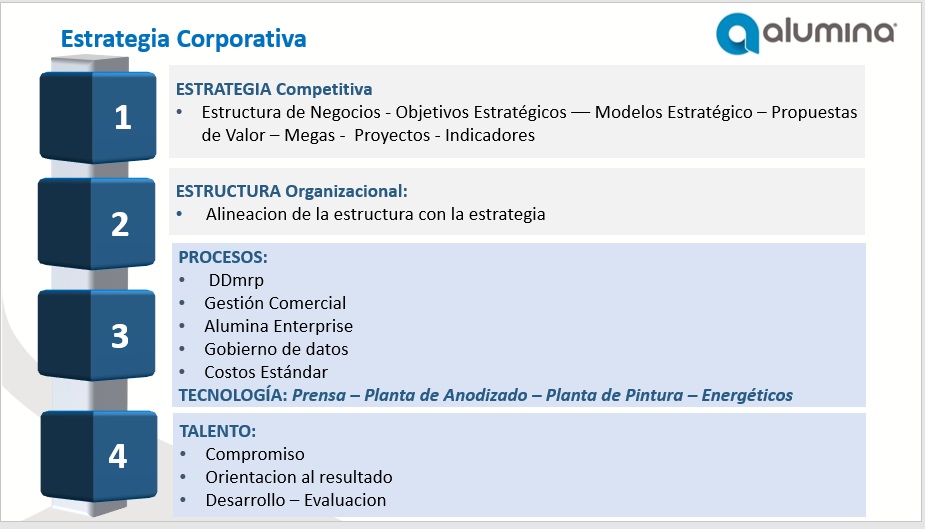 Estrategia Corporativa
alumina
1
ESTRATEGIA Competitiva
• Estructura de Negocios - Objetivos Estratégicos — Modelos Estratégico – Propuestas
de Valor – Megas - Proyectos - Indicadores
2
ESTRUCTURA Organizacional:
• Alineacion de la estructura con la estrategia
3
PROCESOS:
• DDmrp
• Gestión Comercial
• Alumina Enterprise
• Gobierno de datos
• Costos Estándar
TECNOLOGÍA: Prensa – Planta de Anodizado – Planta de Pintura – Energéticos
4
TALENTO:
• Compromiso
• Orientacion al resultado
• Desarrollo – Evaluacion